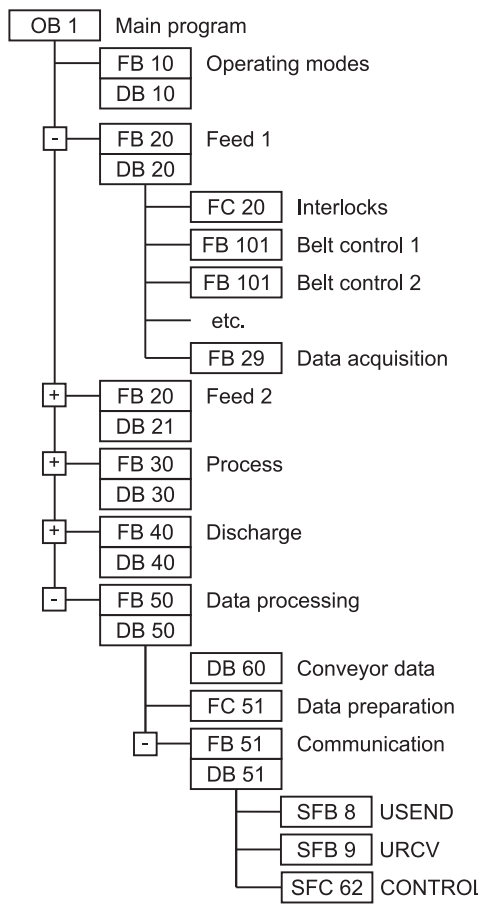 OB 1 Main program
FB 10 Operating modes
DB 10
- FB 20 Feed 1
DB 20
FC 20 Interlocks
FB 101 Belt control 1
FB 101 Belt control 2
etc.
FB 29 Data acquisition
+ FB 20 Feed 2
DB 21
+ FB 30 Process
DB 30
+ FB 40 Discharge
DB 40
- FB 50 Data processing
DB 50
DB 60 Conveyor data
FC 51 Data preparation
- FB 51 Communication
DB 51
SFB 8 USEND
SFB 9 URCV
SFC 62 CONTROL